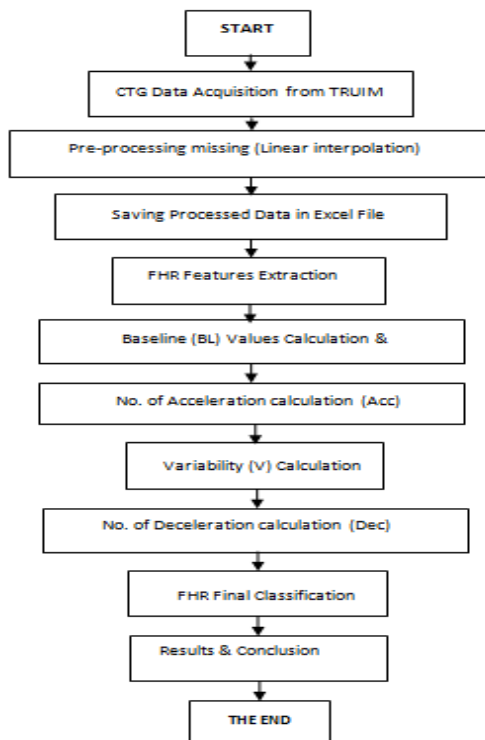 START
CTG Data Acquisition from TRUIM
Pre-processing missing (Linear interpolation)
Saving Processed Data in Excel File
FHR Features Extraction
Baseline (BL) Values Calculation &
No. of Acceleration calculation (Acc)
Variability (V) Calculation
No. of Deceleration calculation (Dec)
FHR Final Classification
Results & Conclusion
THE END